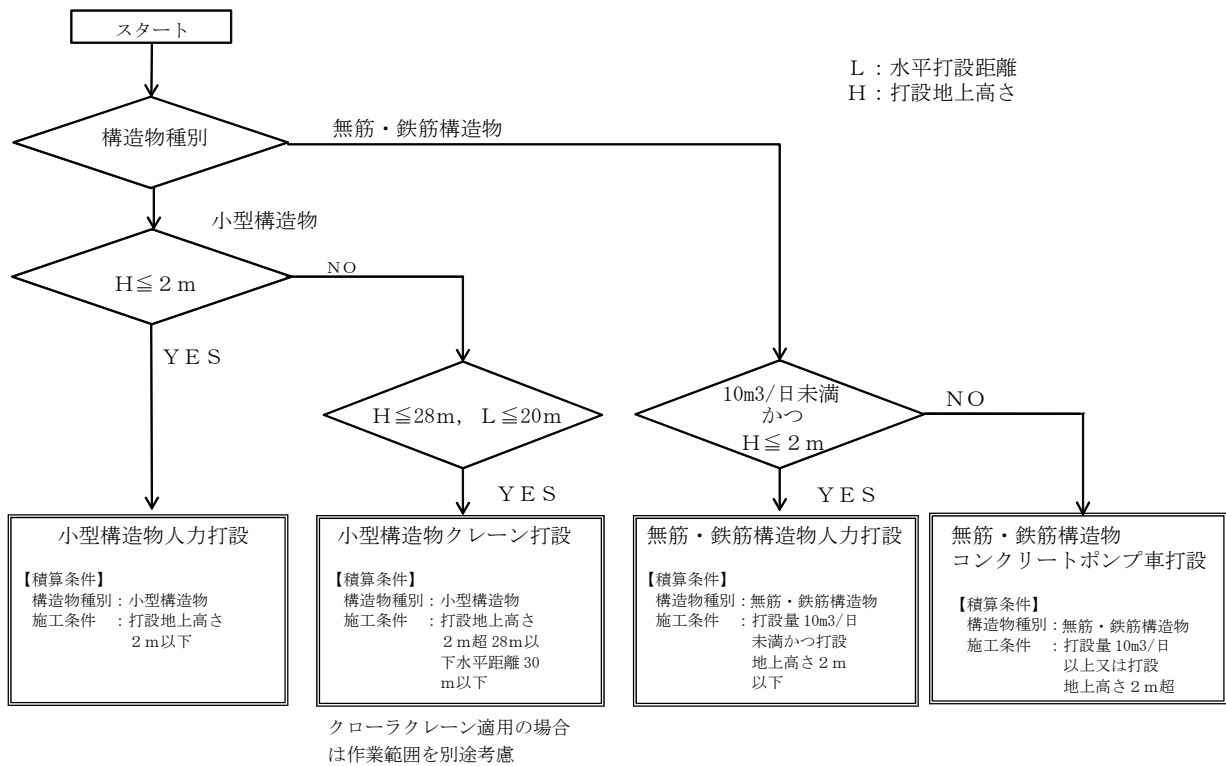 スタート
L：水平打設距離
H：打設地上高さ
構造物種別
無筋・鉄筋構造物
小型構造物
H≦２ｍ
NO
YES
H≦28m， L≦20m
YES
10m3/日未満
かつ
H≦２ｍ
NO
YES
小型構造物人力打設
【積算条件】
構造物種別：小型構造物
施工条件　：打設地上高さ
２ｍ以下
小型構造物クレーン打設
【積算条件】
構造物種別：小型構造物
施工条件　：打設地上高さ
２ｍ超 28ｍ以
下水平距離 30
ｍ以下
クローラクレーン適用の場合
は作業範囲を別途考慮
無筋・鉄筋構造物人力打設
【積算条件】
構造物種別：無筋・鉄筋構造物
施工条件　：打設量 10m3/日
未満かつ打設
地上高さ２ｍ
以下
無筋・鉄筋構造物
コンクリートポンプ車打設
【積算条件】
構造物種別：無筋・鉄筋構造物
施工条件　：打設量 10m3/日
以上又は打設
地上高さ２ｍ超